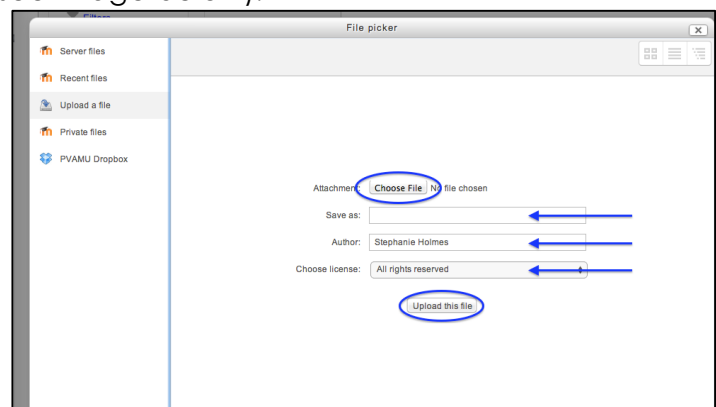 File picker
Server files
Recent files
Upload a file
Private files
PVAMU Dropbox
Attachment: Choose File No file chosen
Save as:
Author: Stephanie Holmes
Choose license: All rights reserved
Upload this file